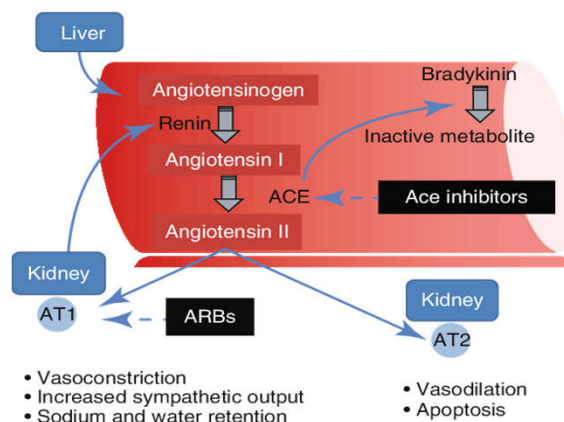 Liver
Angiotensinogen
Bradykinin
Renin
Inactive metabolite
Angiotensin I
ACE
Ace inhibitors
Angiotensin II
Kidney
AT1
ARBs
Kidney
AT2
• Vasoconstriction
• Increased sympathetic output
• Sodium and water retention
• Vasodilation
• Apoptosis